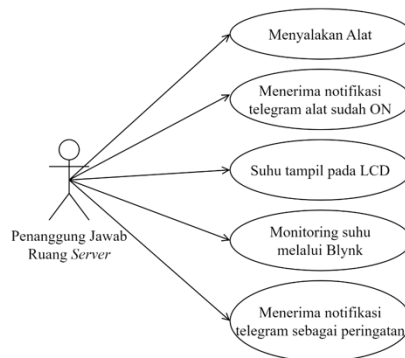 Menyalakan Alat
Menerima notifikasi
telegram alat sudah ON
Suhu tampil pada LCD
Penanggung Jawab
Ruang Server
Monitoring suhu
melalui Blynk
Menerima notifikasi
telegram sebagai peringatan